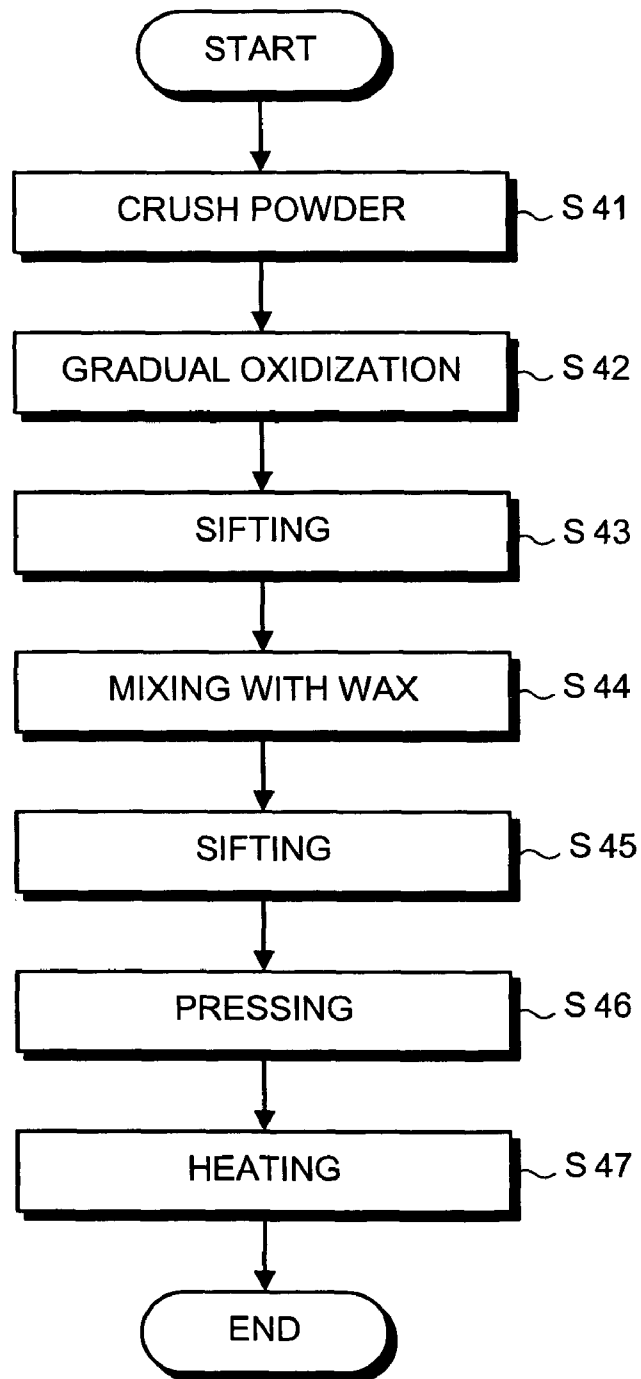 START
CRUSH POWDER S 41
GRADUAL OXIDIZATION S 42
SIFTING S 43
MIXING WITH WAX S 44
SIFTING S 45
PRESSING S 46
HEATING S 47
END